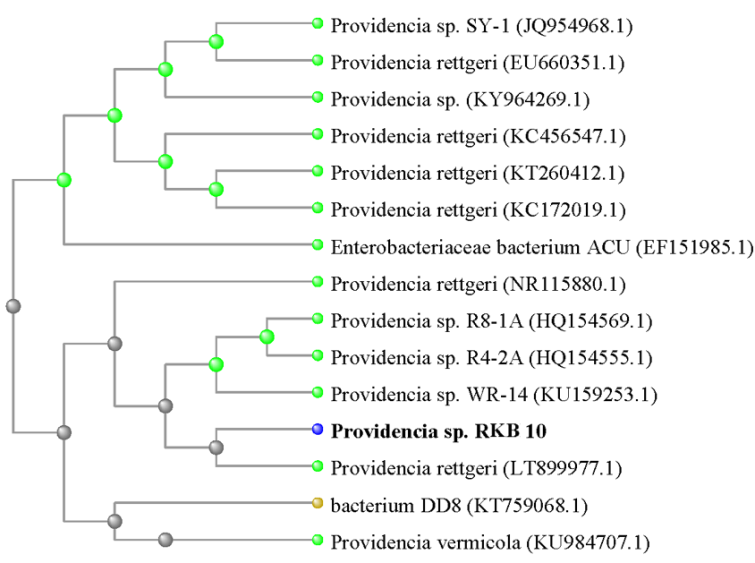 Providencia sp. SY-1 (JQ954968.1)
Providencia rettgeri (EU660351.1)
Providencia sp. (KY964269.1)
Providencia rettgeri (KC456547.1)
Providencia rettgeri (KT260412.1)
Providencia rettgeri (KC172019.1)
Enterobacteriaceae bacterium ACU (EF151985.1)
Providencia rettgeri (NR115880.1)
Providencia sp. R8-1A (HQ154569.1)
Providencia sp. R4-2A (HQ154555.1)
Providencia sp. WR-14 (KU159253.1)
Providencia sp. RKB 10
Providencia rettgeri (LT899977.1)
bacterium DD8 (KT759068.1)
Providencia vermicola (KU984707.1)